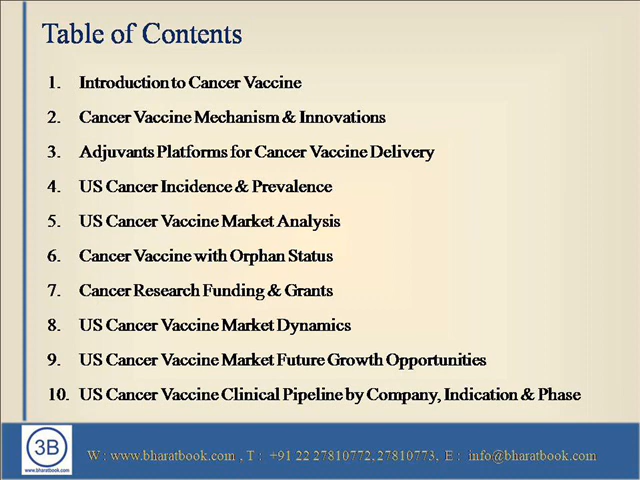 Table of Contents
1. Introduction to Cancer Vaccine
2. Cancer Vaccine Mechanism & Innovations
3. Adjuvants Platforms for Cancer Vaccine Delivery
4. US Cancer Incidence & Prevalence
5. US Cancer Vaccine Market Analysis
6. Cancer Vaccine with Orphan Status
7. Cancer Research Funding & Grants
8. US Cancer Vaccine Market Dynamics
9. US Cancer Vaccine Market Future Growth Opportunities
10. US Cancer Vaccine Clinical Pipeline by Company, Indication & Phase
3B
www.bharatbook.com
W : www.bharatbook.com , T : +91 22 27810772, 27810773, E : info@bharatbook.com